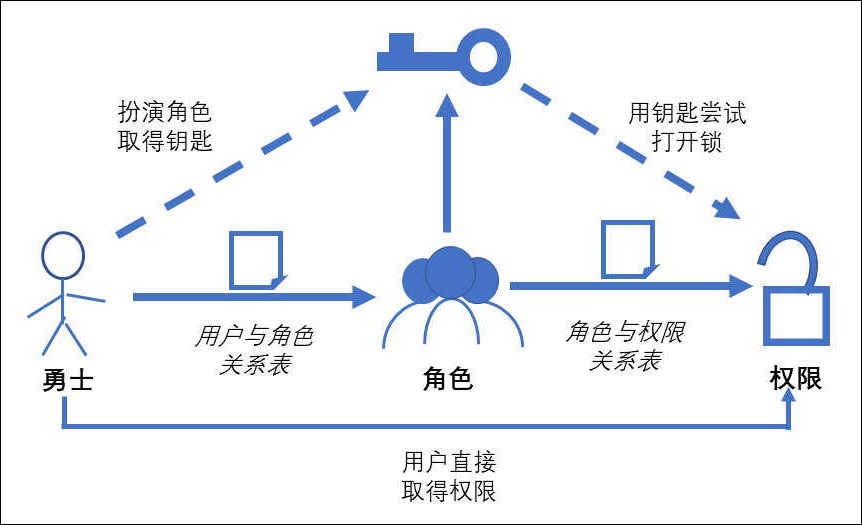 扮演角色
取得钥匙
用钥匙尝试
打开锁
用户与角色
关系表
角色与权限
关系表
勇士
角色
权限
用户直接
取得权限